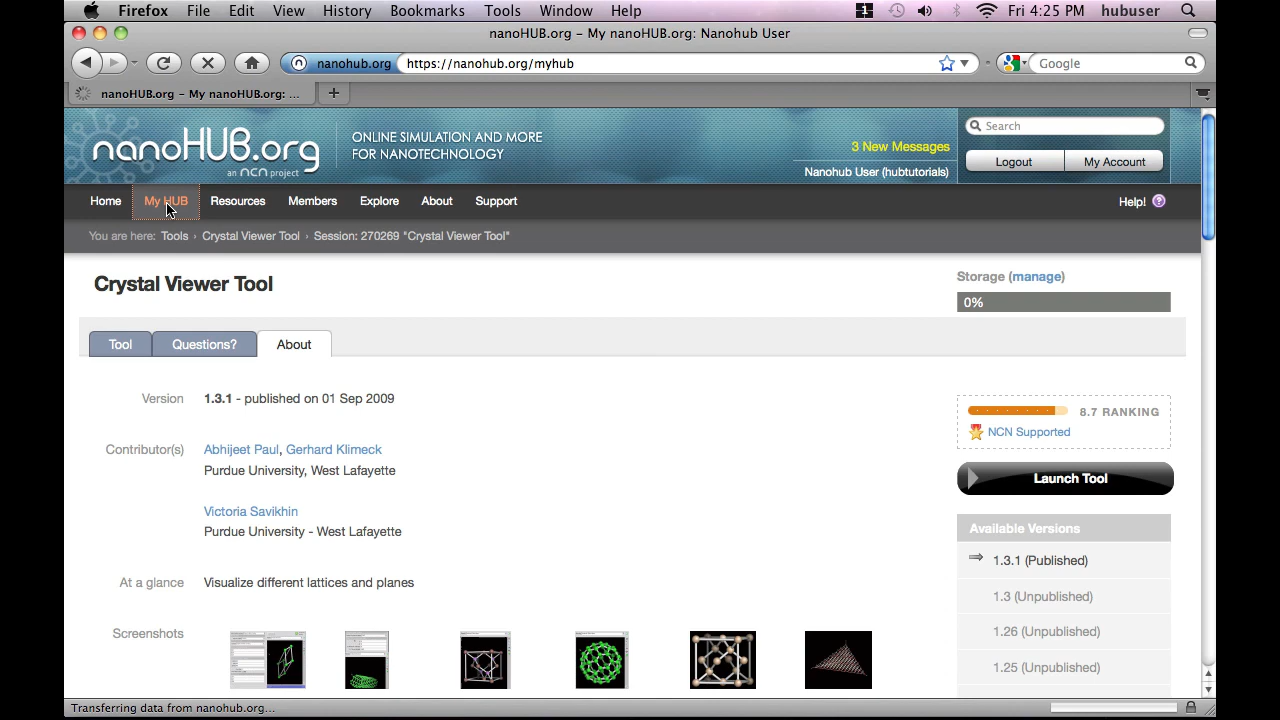 Firefox File Edit View History Bookmarks Tools Window Help 1 Fri 4:25 PM hubuser
nanoHUB.org - My nanoHUB.org: Nanohub User
nanohub.org https://nanohub.org/myhub Google
nanoHUB.org - My nanoHUB.org: ...
nanoHUB.org
an NCN project
ONLINE SIMULATION AND MORE
FOR NANOTECHNOLOGY
Search
3 New Messages
Logout My Account
Nanohub User (hubtutorials)
Home My HUB Resources Members Explore About Support Help! ?
You are here: Tools › Crystal Viewer Tool › Session: 270269 "Crystal Viewer Tool"
Crystal Viewer Tool
Storage (manage)
0%
Tool Questions? About
Version 1.3.1 - published on 01 Sep 2009
8.7 RANKING
NCN Supported
Contributor(s) Abhijeet Paul, Gerhard Klimeck
Purdue University, West Lafayette
Launch Tool
Victoria Savikhin
Purdue University - West Lafayette
Available Versions
1.3.1 (Published)
At a glance Visualize different lattices and planes
1.3 (Unpublished)
Screenshots
1.26 (Unpublished)
1.25 (Unpublished)
Transferring data from nanohub.org...